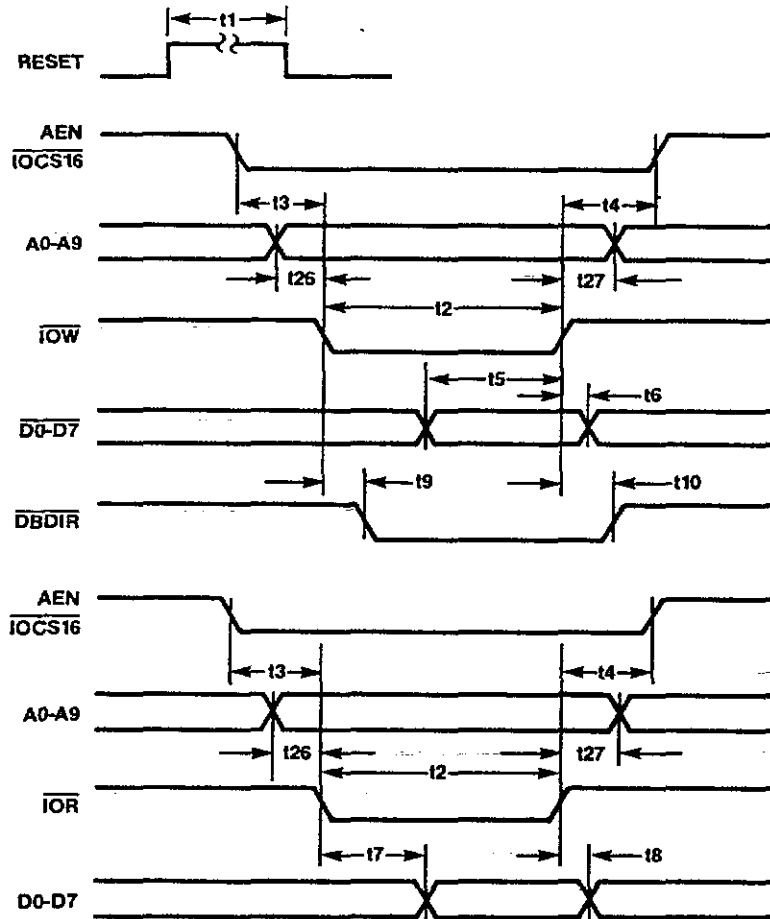 t1
RESET
AEN
IOCS16
t3
t4
A0-A9
t26
t27
t2
IOW
t5
t6
D0-D7
t9
t10
DBDIR
AEN
IOCS16
t3
t4
A0-A9
t26
t27
t2
IOR
t7
t8
D0-D7